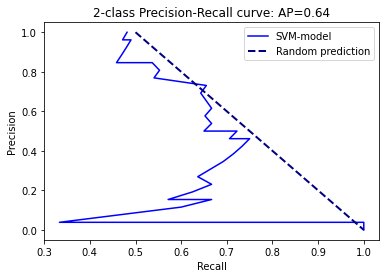 2-class Precision-Recall curve: AP=0.64
SVM-model
Random prediction
Precision
1.0
0.8
0.6
0.4
0.2
0.0
0.3 0.4 0.5 0.6 0.7 0.8 0.9 1.0
Recall